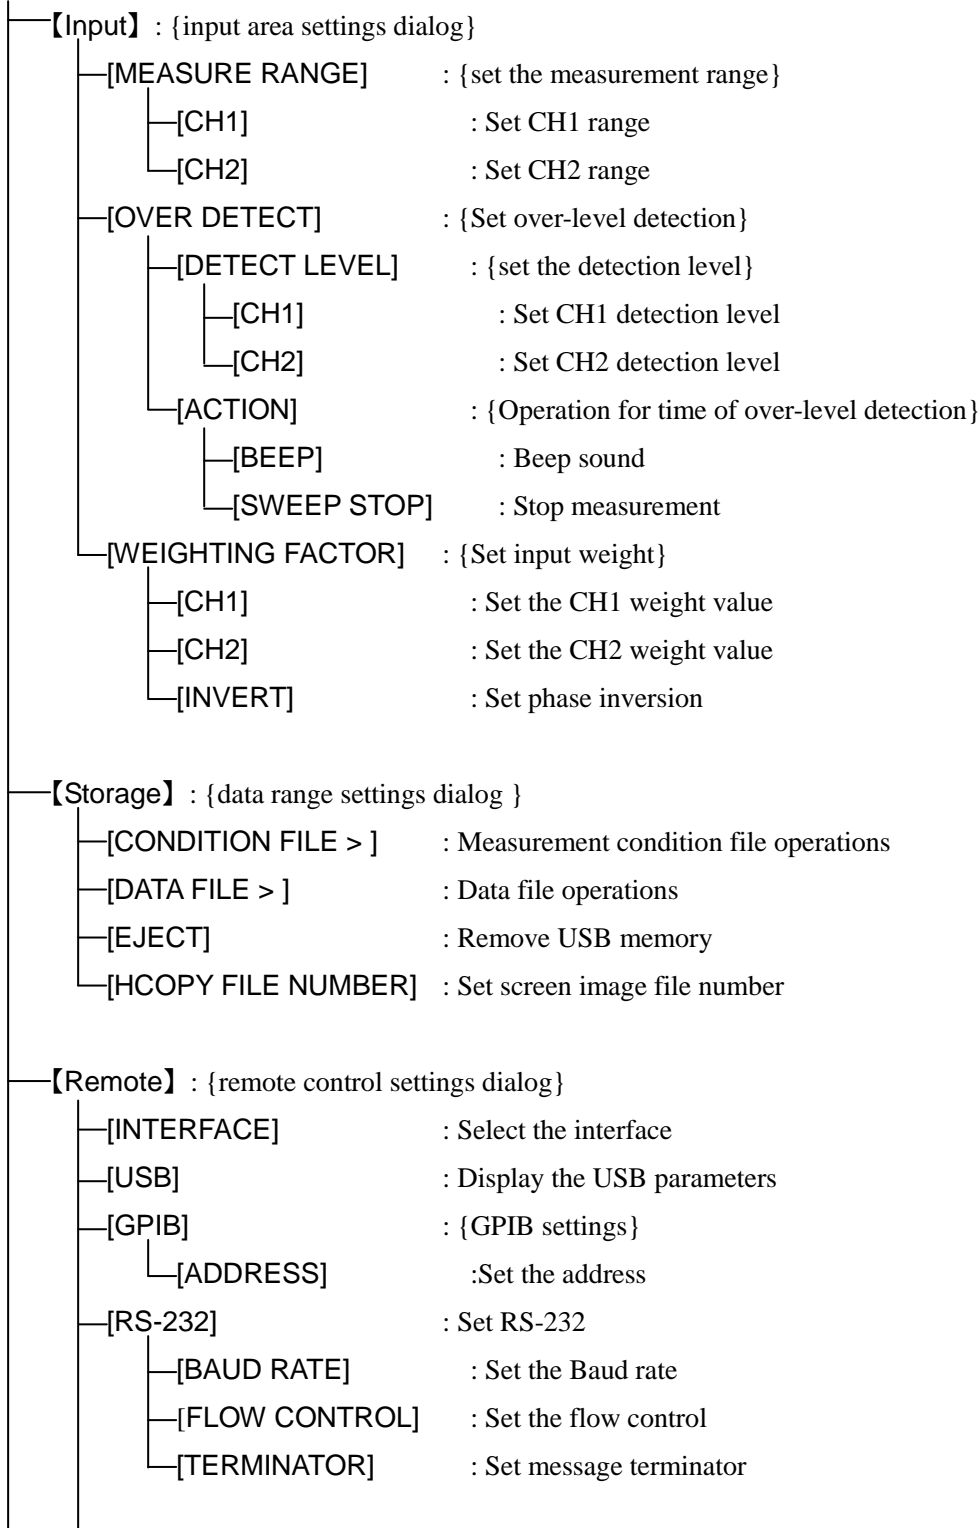 【Input】 : {input area settings dialog}
[MEASURE RANGE] : {set the measurement range}
[CH1] : Set CH1 range
[CH2] : Set CH2 range
[OVER DETECT] : {Set over-level detection}
[DETECT LEVEL] : {set the detection level}
[CH1] : Set CH1 detection level
[CH2] : Set CH2 detection level
[ACTION] : {Operation for time of over-level detection}
[BEEP] : Beep sound
[SWEEP STOP] : Stop measurement
[WEIGHTING FACTOR] : {Set input weight}
[CH1] : Set the CH1 weight value
[CH2] : Set the CH2 weight value
[INVERT] : Set phase inversion
【Storage】 : {data range settings dialog }
[CONDITION FILE > ] : Measurement condition file operations
[DATA FILE > ] : Data file operations
[EJECT] : Remove USB memory
[HCOPY FILE NUMBER] : Set screen image file number
【Remote】 : {remote control settings dialog}
[INTERFACE] : Select the interface
[USB] : Display the USB parameters
[GPIB] : {GPIB settings}
[ADDRESS] :Set the address
[RS-232] : Set RS-232
[BAUD RATE] : Set the Baud rate
[FLOW CONTROL] : Set the flow control
[TERMINATOR] : Set message terminator